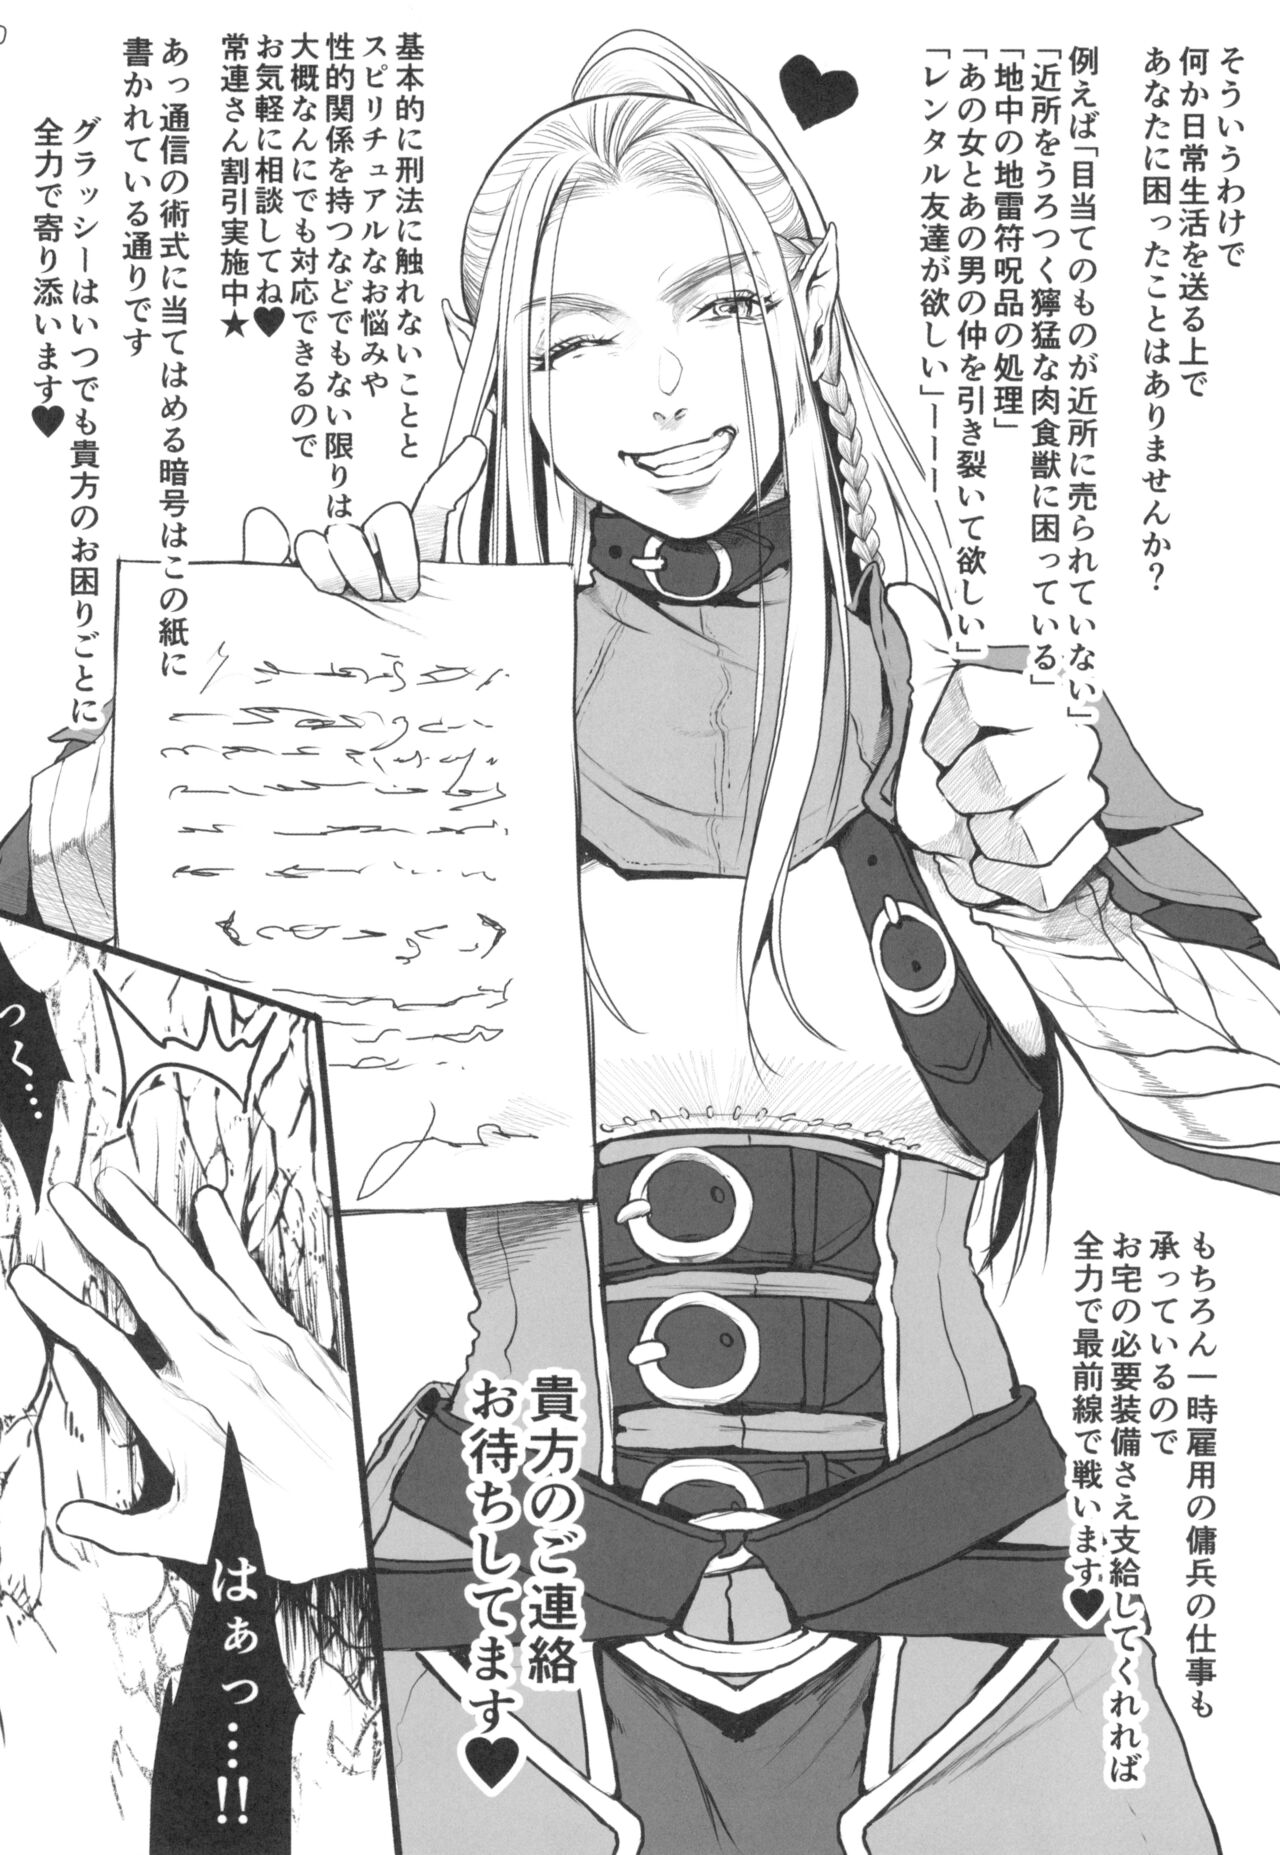 そういうわけで
何か日常生活を送る上で
あなたに困ったことはありませんか？
例えば「目当てのものが近所に売られていない」
「近所をうろつく獰猛な肉食獣に困っている」
「地中の地雷符呪品の処理」
「あの女とあの男の仲を引き裂いて欲しい」
「レンタル友達が欲しい」―――
基本的に刑法に触れないことと
スピリチュアルなお悩みや
性的関係を持つなどでもない限りは
大概なんにでも対応できるので
お気軽に相談してね♥
常連さん割引実施中★
あっ通信の術式に当てはめる暗号はこの紙に
書かれている通りです
グラッシーはいつでも貴方のお困りごとに
全力で寄り添います♥
もちろん一時雇用の傭兵の仕事も
承っているので
お宅の必要装備さえ支給してくれれば
全力で最前線で戦います♥
貴方のご連絡
お待ちしてます♥
はぁっ…!!
っく…